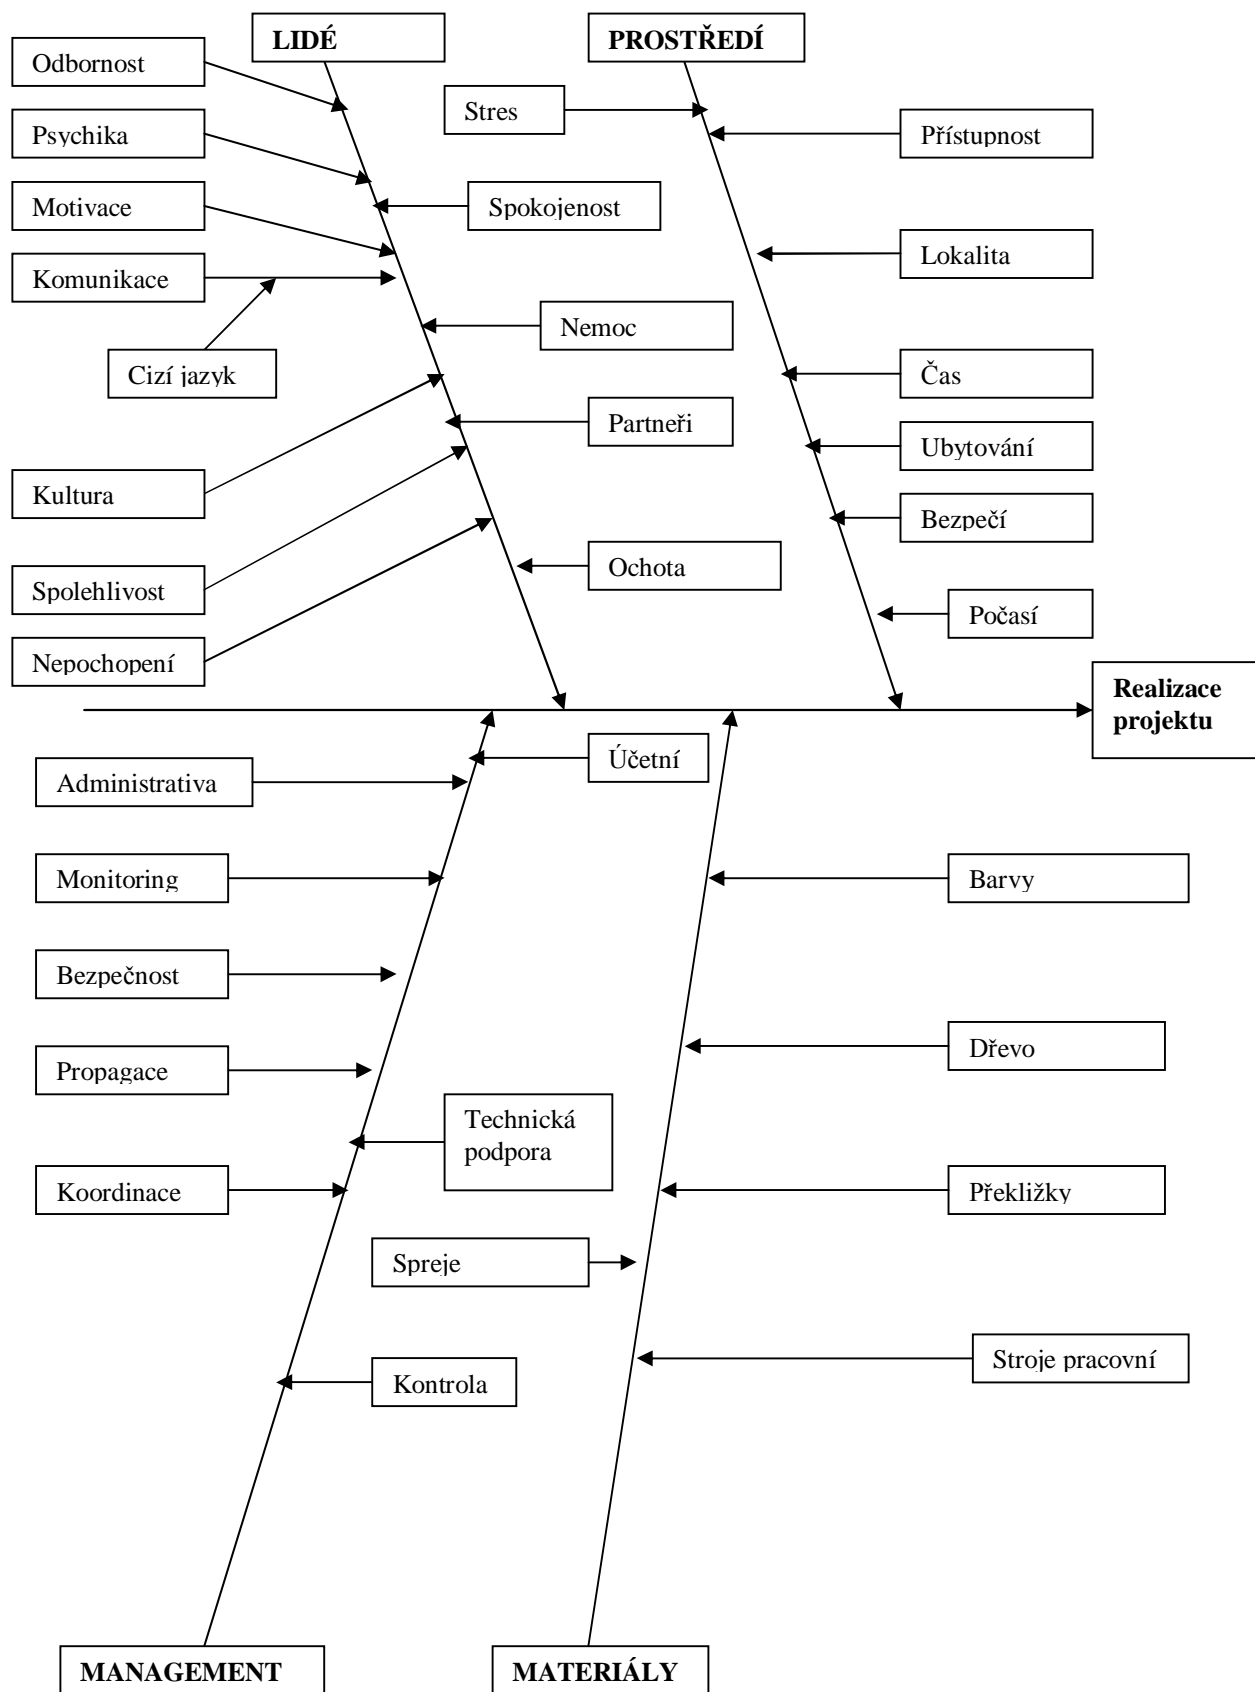 LIDÉ
PROSTŘEDÍ
Odbornost
Stres
Psychika
Přístupnost
Motivace
Spokojenost
Komunikace
Lokalita
Nemoc
Cizí jazyk
Čas
Partneři
Ubytování
Kultura
Bezpečí
Ochota
Spolehlivost
Počasí
Nepochopení
Realizace
projektu
Účetní
Administrativa
Monitoring
Barvy
Bezpečnost
Dřevo
Propagace
Technická
podpora
Koordinace
Překližky
Spreje
Stroje pracovní
Kontrola
MANAGEMENT
MATERIÁLY